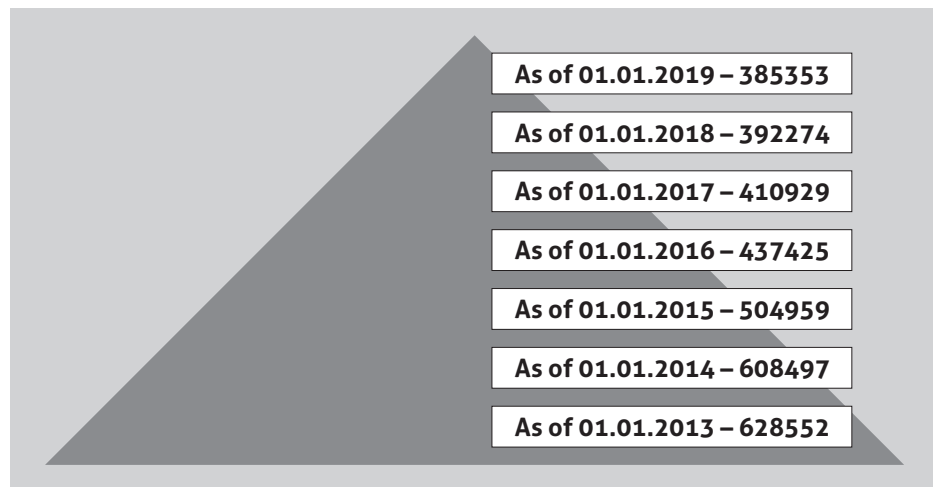 As of 01.01.2019 – 385353
As of 01.01.2018 – 392274
As of 01.01.2017 – 410929
As of 01.01.2016 – 437425
As of 01.01.2015 – 504959
As of 01.01.2014 – 608497
As of 01.01.2013 – 628552